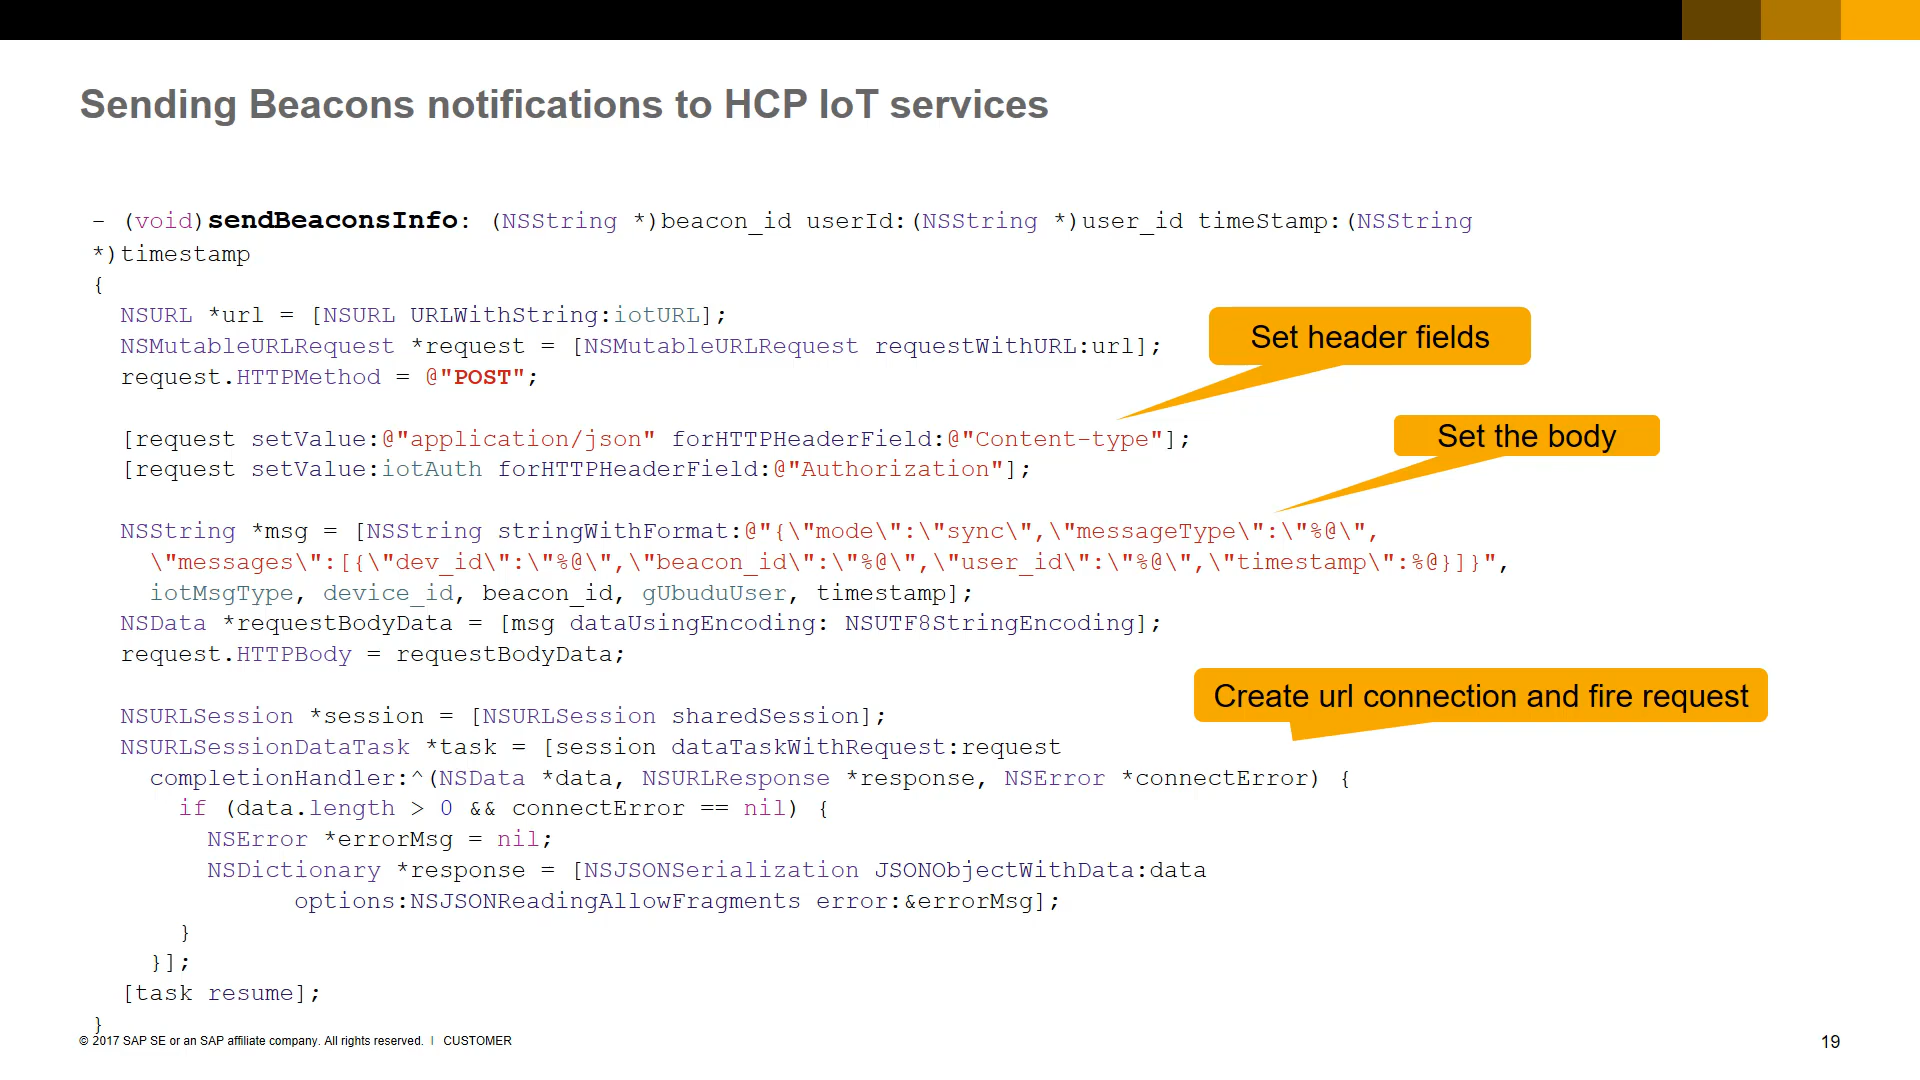 Sending Beacons notifications to HCP IoT services
- (void)sendBeaconsInfo: (NSString *)beacon_id userId:(NSString *)user_id timeStamp:(NSString
*)timestamp
{
NSURL *url = [NSURL URLWithString:iotURL];
Set header fields
NSMutableURLRequest *request = [NSMutableURLRequest requestWithURL:url];
request.HTTPMethod = @"POST";
[request setValue:@"application/json" forHTTPHeaderField:@"Content-type"];
Set the body
[request setValue:iotAuth forHTTPHeaderField:@"Authorization"];
NSString *msg = [NSString stringWithFormat:@"{\"mode\":\"sync\",\"messageType\":\"%@\",
\"messages\":[{\"dev_id\":\"%@\",\"beacon_id\":\"%@\",\"user_id\":\"%@\",\"timestamp\":%@}]}",
iotMsgType, device_id, beacon_id, gUbuduUser, timestamp];
NSData *requestBodyData = [msg dataUsingEncoding: NSUTF8StringEncoding];
request.HTTPBody = requestBodyData;
Create url connection and fire request
NSURLSession *session = [NSURLSession sharedSession];
NSURLSessionDataTask *task = [session dataTaskWithRequest:request
completionHandler:^(NSData *data, NSURLResponse *response, NSError *connectError) {
if (data.length > 0 && connectError == nil) {
NSError *errorMsg = nil;
NSDictionary *response = [NSJSONSerialization JSONObjectWithData:data
options:NSJSONReadingAllowFragments error:&errorMsg];
}
}];
[task resume];
}
© 2017 SAP SE or an SAP affiliate company. All rights reserved. | CUSTOMER
19